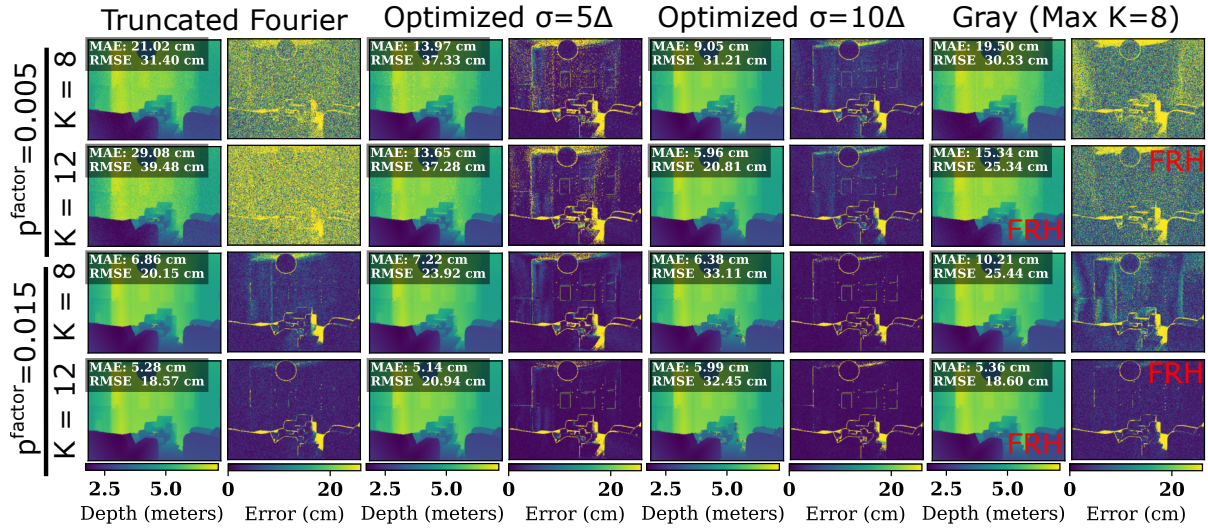 Truncated Fourier Optimized σ=5Δ Optimized σ=10Δ Gray (Max K=8)
p^factor=0.005
K = 8
MAE: 21.02 cm
RMSE 31.40 cm
MAE: 13.97 cm
RMSE 37.33 cm
MAE: 9.05 cm
RMSE 31.21 cm
MAE: 19.50 cm
RMSE 30.33 cm
K = 12
MAE: 29.08 cm
RMSE 39.48 cm
MAE: 13.65 cm
RMSE 37.28 cm
MAE: 5.96 cm
RMSE 20.81 cm
MAE: 15.34 cm
RMSE 25.34 cm
FRH
FRH
p^factor=0.015
K = 8
MAE: 6.86 cm
RMSE 20.15 cm
MAE: 7.22 cm
RMSE 23.92 cm
MAE: 6.38 cm
RMSE 33.11 cm
MAE: 10.21 cm
RMSE 25.44 cm
K = 12
MAE: 5.28 cm
RMSE 18.57 cm
MAE: 5.14 cm
RMSE 20.94 cm
MAE: 5.99 cm
RMSE 32.45 cm
MAE: 5.36 cm
RMSE 18.60 cm
FRH
FRH
2.5 5.0 0 20 2.5 5.0 0 20 2.5 5.0 0 20 2.5 5.0 0 20
Depth (meters) Error (cm) Depth (meters) Error (cm) Depth (meters) Error (cm) Depth (meters) Error (cm)